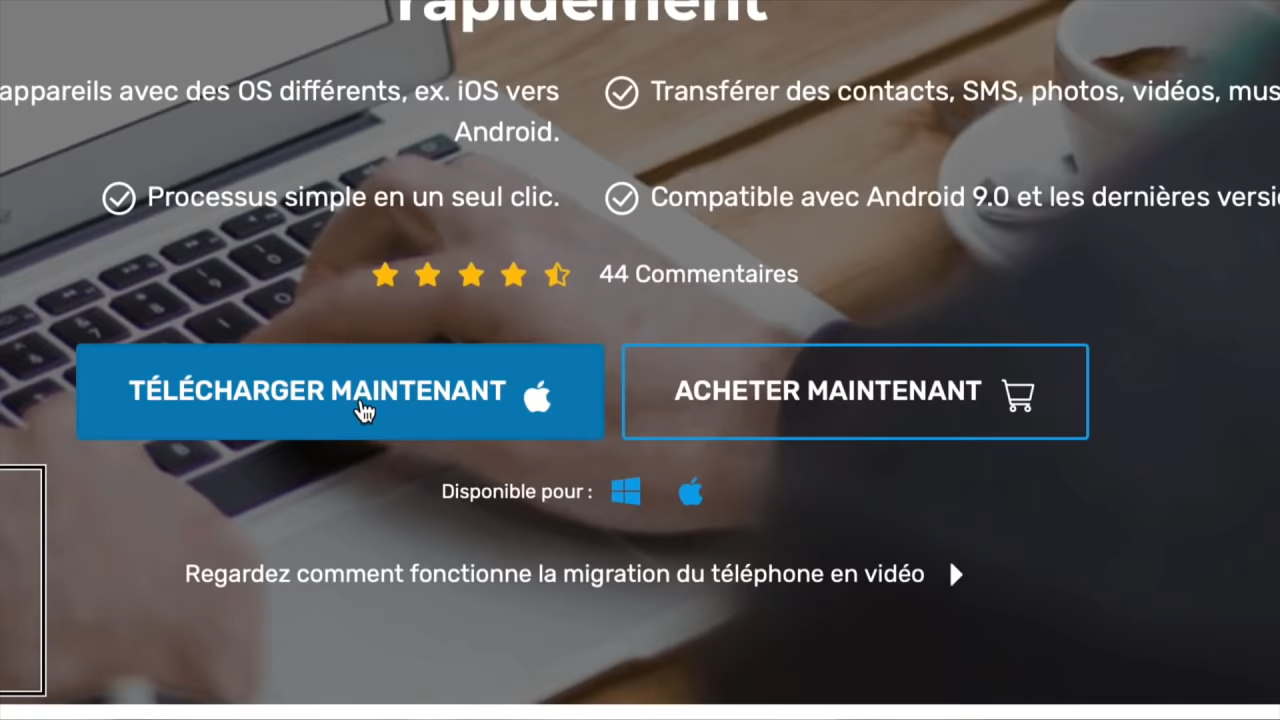 rapidement
appareils avec des OS différents, ex. iOS vers
Android.
Transférer des contacts, SMS, photos, vidéos, mus
Processus simple en un seul clic.
Compatible avec Android 9.0 et les dernières versi
44 Commentaires
TÉLÉCHARGER MAINTENANT
ACHETER MAINTENANT
Disponible pour :
Regardez comment fonctionne la migration du téléphone en vidéo